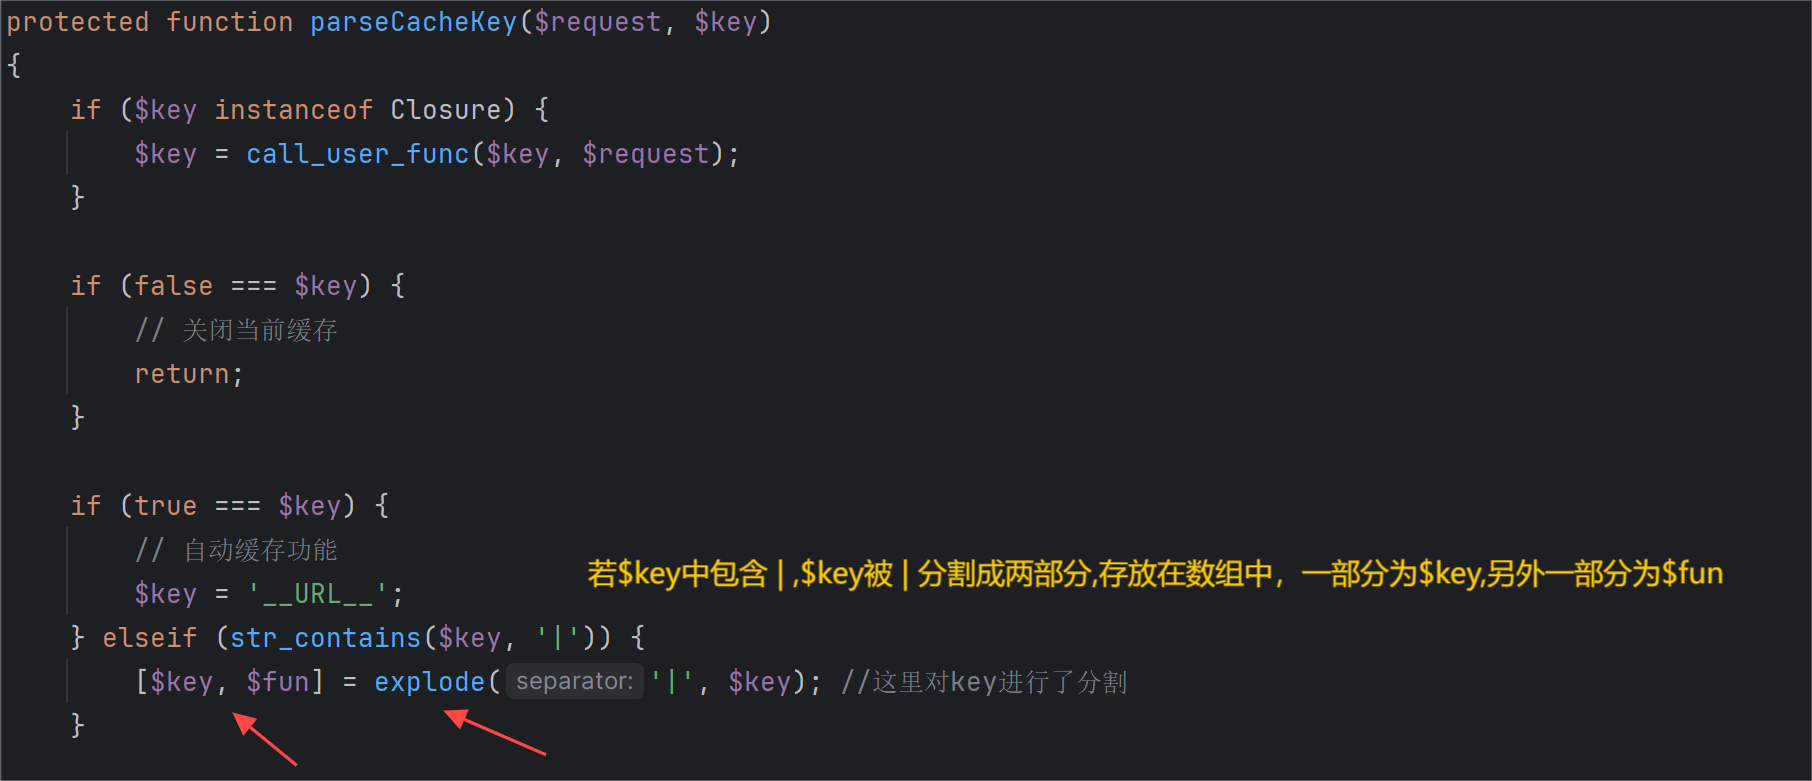 protected function parseCacheKey($request, $key)
{
    if ($key instanceof Closure) {
        $key = call_user_func($key, $request);
    }
    if (false === $key) {
        // 关闭当前缓存
        return;
    }
    if (true === $key) {
        // 自动缓存功能
若$key中包含 | ,$key被 | 分割成两部分,存放在数组中，一部分为$key,另外一部分为$fun
        $key = '__URL__';
    } elseif (str_contains($key, '|')) {
        [$key, $fun] = explode( separator: '|', $key); //这里对key进行了分割
    }